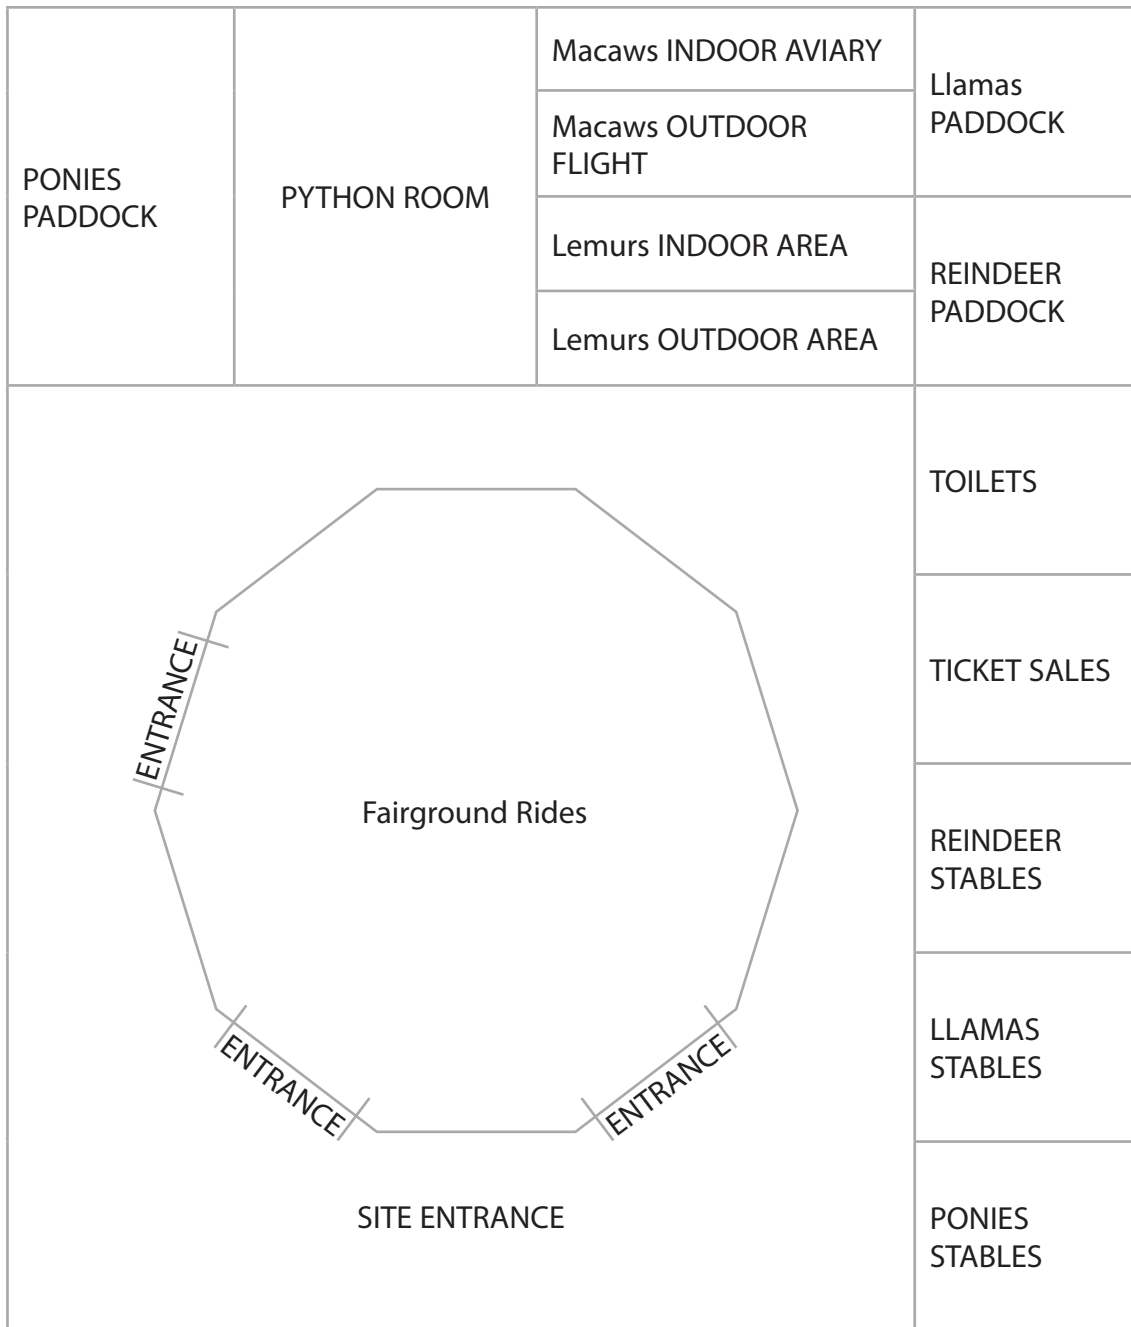 PONIES
PADDOCK
PYTHON ROOM
Macaws INDOOR AVIARY
Macaws OUTDOOR
FLIGHT
Lemurs INDOOR AREA
Lemurs OUTDOOR AREA
Llamas
PADDOCK
REINDEER
PADDOCK
TOILETS
TICKET SALES
REINDEER
STABLES
LLAMAS
STABLES
PONIES
STABLES
ENTRANCE
Fairground Rides
ENTRANCE
ENTRANCE
SITE ENTRANCE